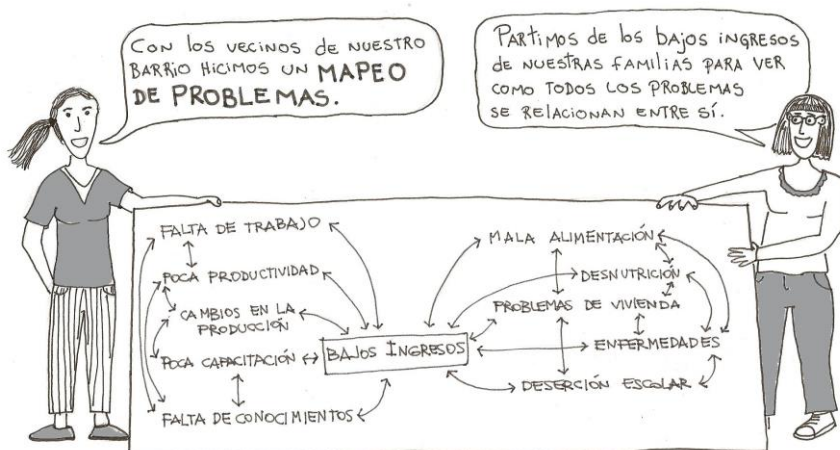 CON LOS VECINOS DE NUESTRO
BARRIO HICIMOS UN MAPEO
DE PROBLEMAS.
PARTIMOS DE LOS BAJOS INGRESOS
DE NUESTRAS FAMILIAS PARA VER
COMO TODOS LOS PROBLEMAS
SE RELACIONAN ENTRE SÍ.
FALTA DE TRABAJO
POCA PRODUCTIVIDAD
CAMBIOS EN LA
PRODUCCIÓN
POCA CAPACITACIÓN
FALTA DE CONOCIMIENTOS
BAJOS INGRESOS
MALA ALIMENTACIÓN
DESNUTRICIÓN
PROBLEMAS DE VIVIENDA
ENFERMEDADES
DESERCIÓN ESCOLAR